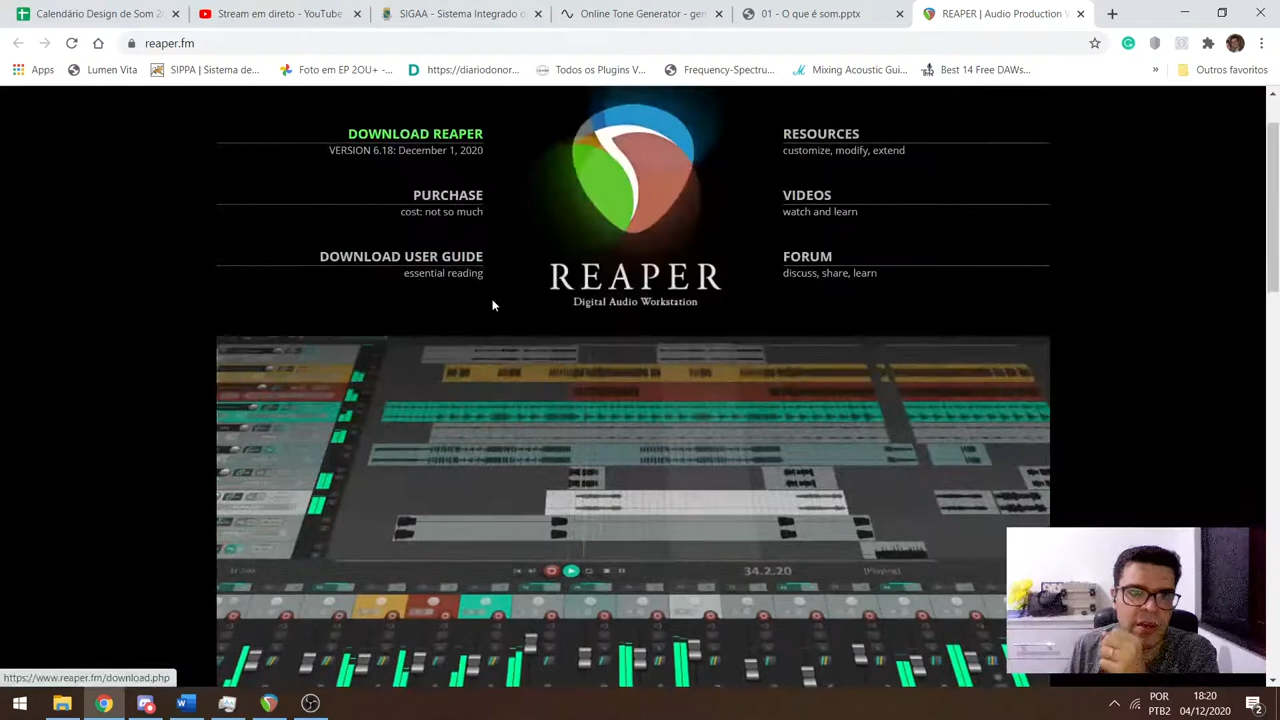 Calendário Design de Som 20
Stream em direto - YouTube
SIGAA - Sistema Integrado o
Online Tone Generator - gen
01 - O que é som.pptx
REAPER | Audio Production W
reaper.fm
Apps
Lumen Vita
SIPPA | Sistema de...
Foto em EP 2OU+ -...
https://diariodonor...
Todos os Plugins V...
Frequency-Spectru...
Mixing Acoustic Gui...
Best 14 Free DAWs...
»
Outros favoritos
DOWNLOAD REAPER
VERSION 6.18: December 1, 2020
RESOURCES
customize, modify, extend
PURCHASE
cost: not so much
VIDEOS
watch and learn
DOWNLOAD USER GUIDE
essential reading
FORUM
discuss, share, learn
REAPER
Digital Audio Workstation
34.2.20
[Playing]
https://www.reaper.fm/download.php
POR
PTB2
18:20
04/12/2020
2